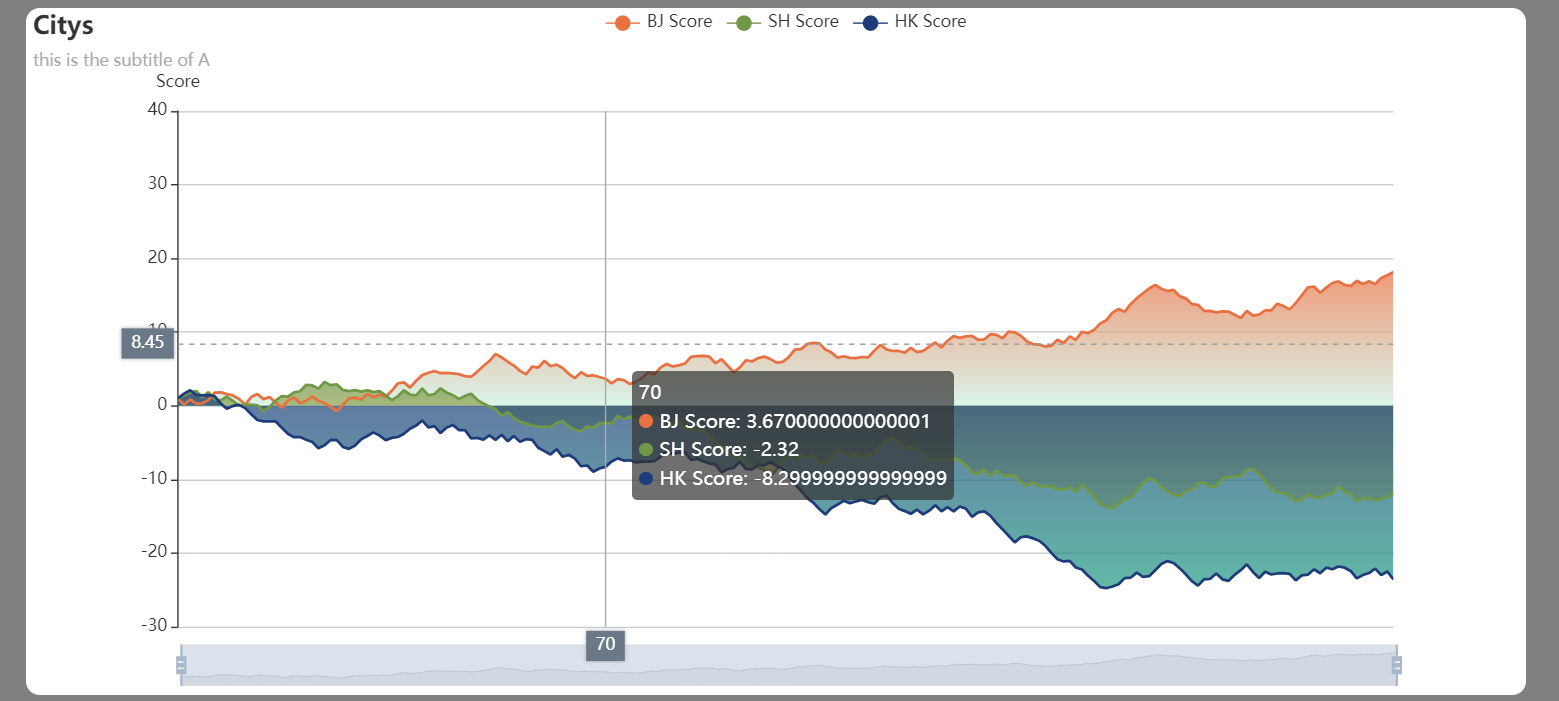 Citys
BJ Score SH Score HK Score
this is the subtitle of A
Score
40
30
20
10
8.45
0
-10
-20
-30
70
BJ Score: 3.670000000000001
SH Score: -2.32
HK Score: -8.299999999999999
70